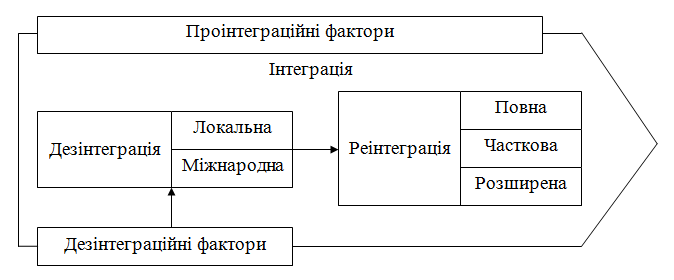 Проінтеграційні фактори
Інтеграція
Дезінтеграція
Локальна
Міжнародна
Реінтеграція
Повна
Часткова
Розширена
Дезінтеграційні фактори